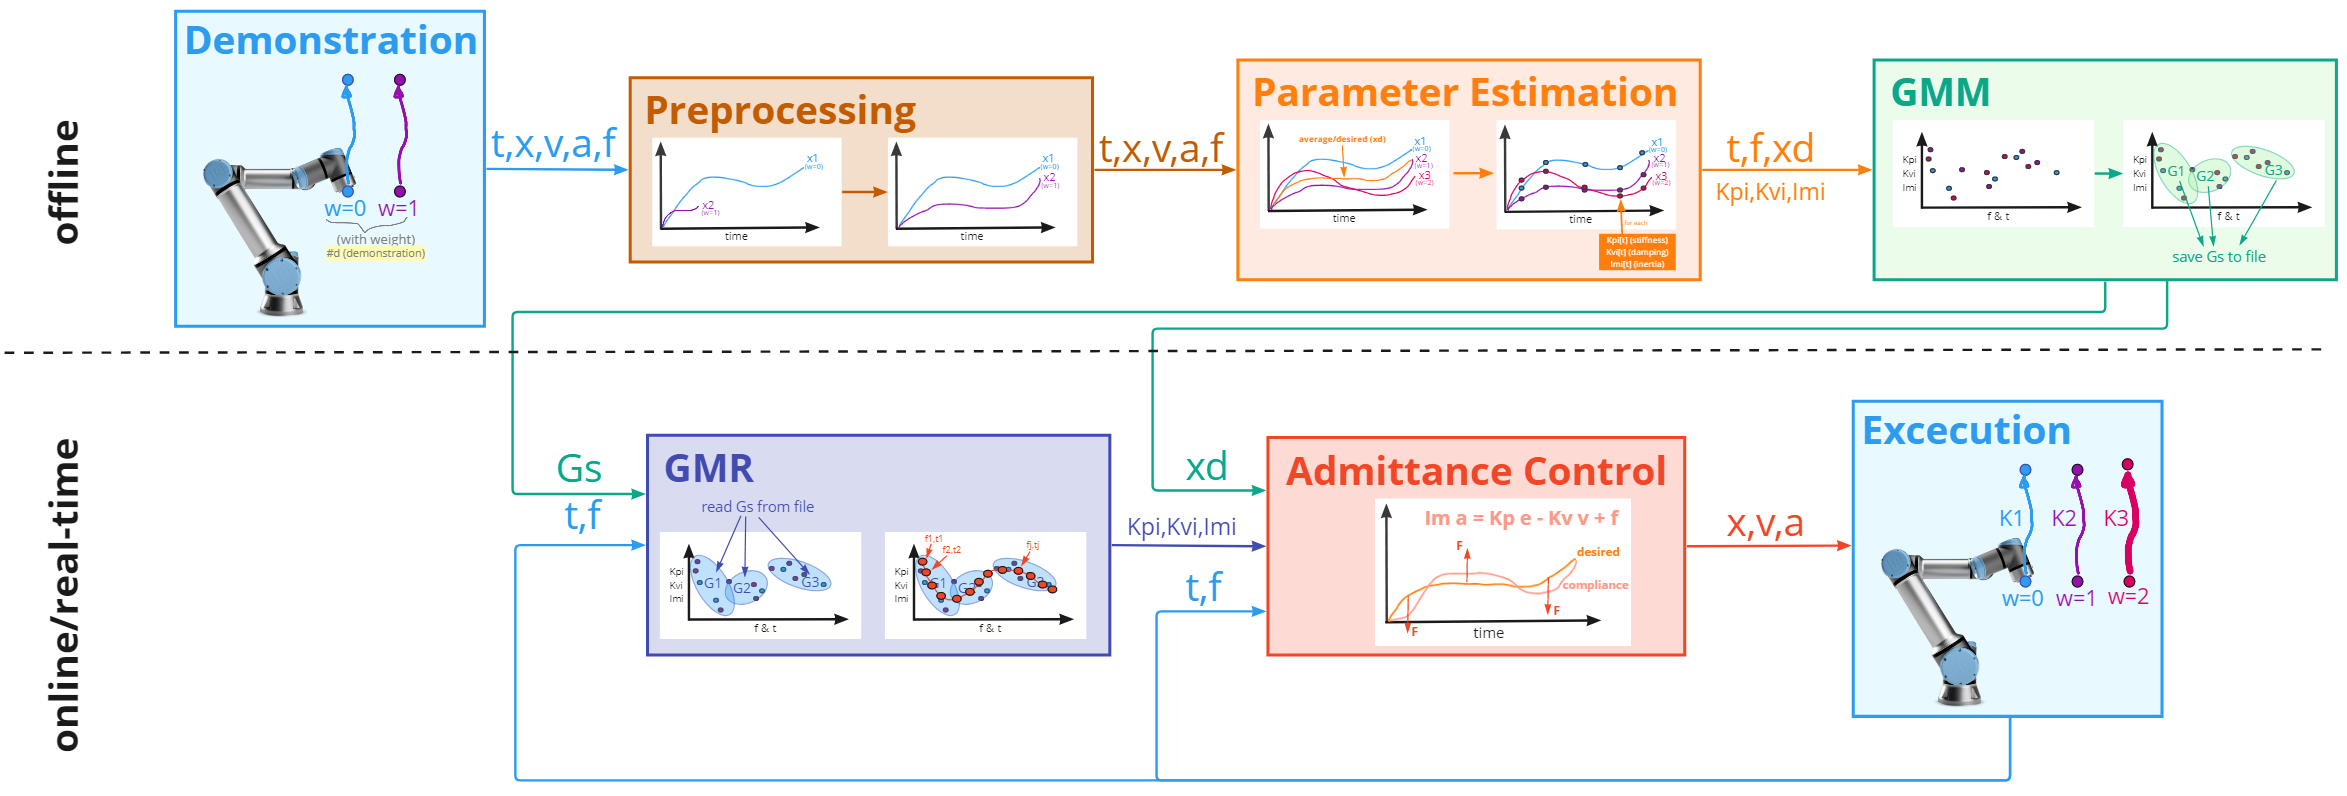 offline
Demonstration
w=0 w=1
(with weight)
#d (demonstration)
t,x,v,a,f
Preprocessing
x1
(w=0)
x2
(w=1)
time
x1
(w=0)
x2
(w=1)
time
t,x,v,a,f
Parameter Estimation
average/desired (xd)
x1
(w=0)
x2
(w=1)
x3
(w=2)
time
x1
(w=0)
x2
(w=1)
x3
(w=2)
time
for each
Kpi[t] (stiffness)
Kvi[t] (damping)
Imi[t] (inertia)
t,f,xd
Kpi,Kvi,Imi
GMM
Kpi
Kvi
Imi
f & t
Kpi
Kvi
Imi
G1
G2
G3
f & t
save Gs to file
online/real-time
Gs
t,f
GMR
read Gs from file
Kpi
Kvi
Imi
G1
G2
G3
f & t
f1,t1
f2,t2
fj,tj
Kpi
Kvi
Imi
G1
G2
G3
f & t
xd
Kpi,Kvi,Imi
t,f
Admittance Control
Im a = Kp e - Kv v + f
F
desired
compliance
F
F
time
x,v,a
Excecution
K1 K2 K3
w=0 w=1 w=2